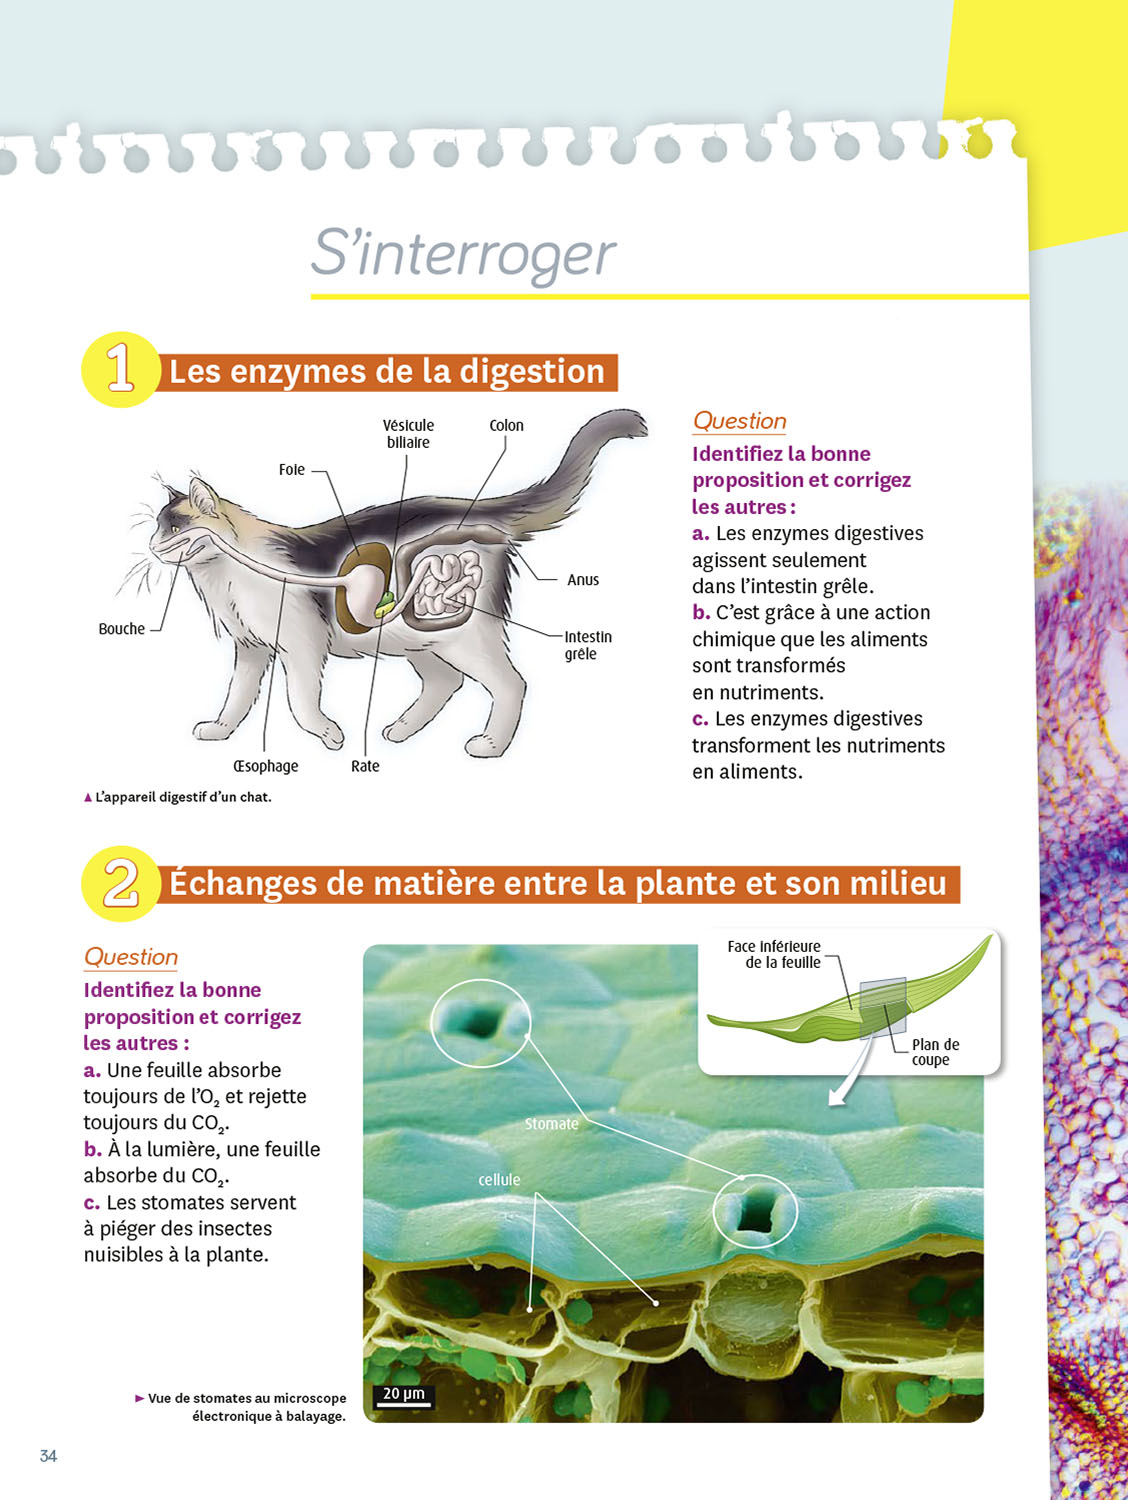 S'interroger
1 Les enzymes de la digestion
Vésicule
biliaire
Colon
Foie
Anus
Bouche
Intestin
grêle
Œsophage
Rate
▲ L'appareil digestif d'un chat.
Question
Identifiez la bonne
proposition et corrigez
les autres :
a. Les enzymes digestives
agissent seulement
dans l'intestin grêle.
b. C'est grâce à une action
chimique que les aliments
sont transformés
en nutriments.
c. Les enzymes digestives
transforment les nutriments
en aliments.
2 Échanges de matière entre la plante et son milieu
Question
Identifiez la bonne
proposition et corrigez
les autres :
a. Une feuille absorbe
toujours de l'O₂ et rejette
toujours du CO₂.
b. À la lumière, une feuille
absorbe du CO₂.
c. Les stomates servent
à piéger des insectes
nuisibles à la plante.
Face inférieure
de la feuille
Plan de
coupe
Stomate
cellule
20 µm
► Vue de stomates au microscope
électronique à balayage.
34